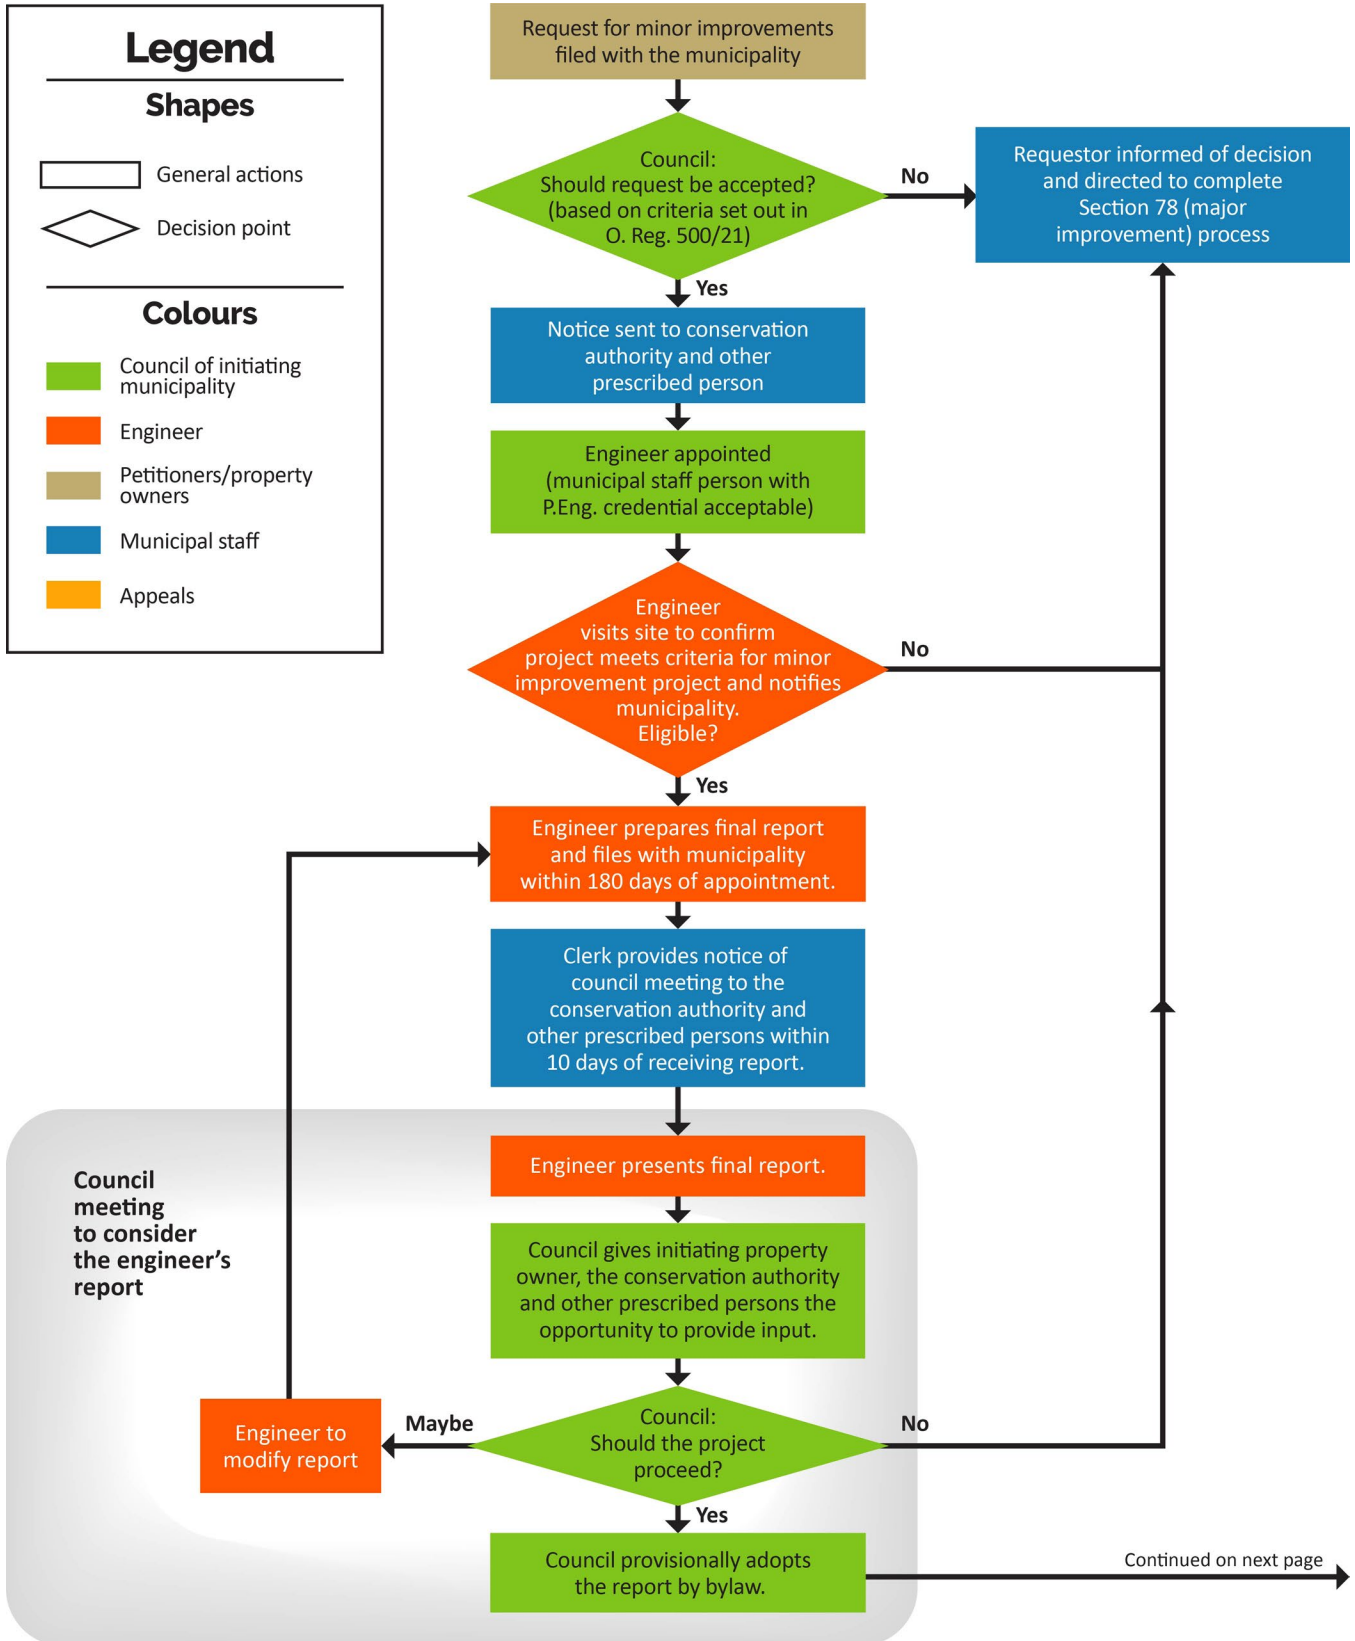 Legend
Shapes
General actions
Decision point
Colours
Council of initiating
municipality
Engineer
Petitioners/property
owners
Municipal staff
Appeals
Request for minor improvements
filed with the municipality
Council:
Should request be accepted?
(based on criteria set out in
O. Reg. 500/21)
No
Requestor informed of decision
and directed to complete
Section 78 (major
improvement) process
Yes
Notice sent to conservation
authority and other
prescribed person
Engineer appointed
(municipal staff person with
P.Eng. credential acceptable)
Engineer
visits site to confirm
project meets criteria for minor
improvement project and notifies
municipality.
Eligible?
No
Yes
Engineer prepares final report
and files with municipality
within 180 days of appointment.
Clerk provides notice of
council meeting to the
conservation authority and
other prescribed persons within
10 days of receiving report.
Council
meeting
to consider
the engineer’s
report
Engineer presents final report.
Council gives initiating property
owner, the conservation authority
and other prescribed persons the
opportunity to provide input.
Council:
Should the project
proceed?
Maybe
Engineer to
modify report
No
Yes
Council provisionally adopts
the report by bylaw.
Continued on next page